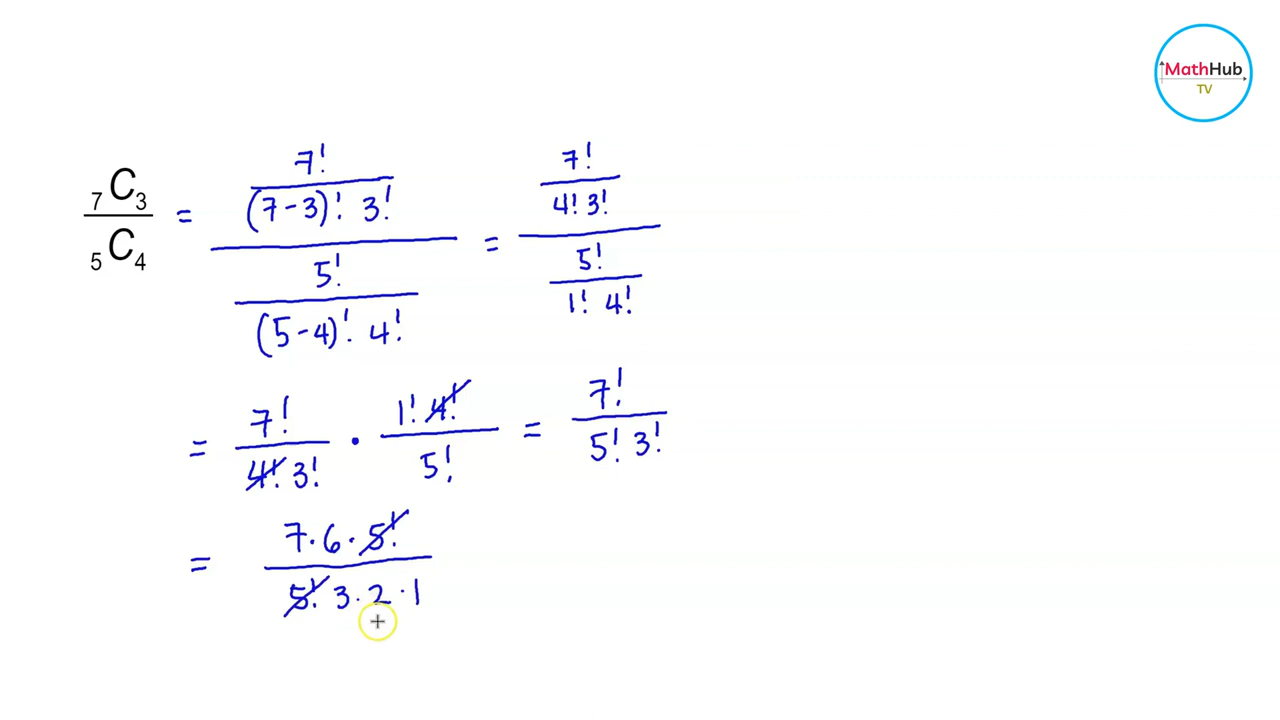 MathHub
TV
₇C₃ / ₅C₄ = (7! / ((7-3)! 3!)) / (5! / ((5-4)! 4!)) = (7! / (4! 3!)) / (5! / (1! 4!))
= 7! / (4! 3!) · (1! 4!) / 5! = 7! / (5! 3!)
= (7·6·5!) / (5! 3·2·1)